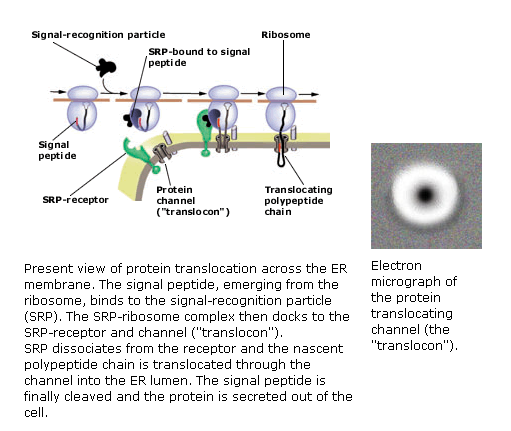 Signal-recognition particle
SRP-bound to signal
peptide
Ribosome
Signal
peptide
SRP-receptor
Protein
channel
("translocon")
Translocating
polypeptide
chain
Present view of protein translocation across the ER
membrane. The signal peptide, emerging from the
ribosome, binds to the signal-recognition particle
(SRP). The SRP-ribosome complex then docks to the
SRP-receptor and channel ("translocon").
SRP dissociates from the receptor and the nascent
polypeptide chain is translocated through the
channel into the ER lumen. The signal peptide is
finally cleaved and the protein is secreted out of the
cell.
Electron
micrograph of
the protein
translocating
channel (the
"translocon").